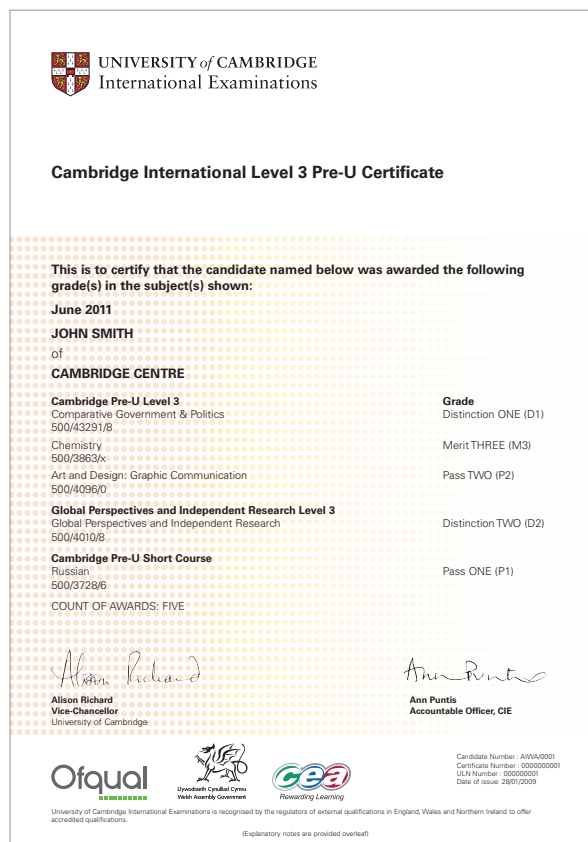 UNIVERSITY of CAMBRIDGE
International Examinations
Cambridge International Level 3 Pre-U Certificate
This is to certify that the candidate named below was awarded the following
grade(s) in the subject(s) shown:
June 2011
JOHN SMITH
of
CAMBRIDGE CENTRE
Cambridge Pre-U Level 3 Grade
Comparative Government & Politics Distinction ONE (D1)
500/43291/8
Chemistry Merit THREE (M3)
500/3863/x
Art and Design: Graphic Communication Pass TWO (P2)
500/4096/0
Global Perspectives and Independent Research Level 3
Global Perspectives and Independent Research Distinction TWO (D2)
500/4010/8
Cambridge Pre-U Short Course
Russian Pass ONE (P1)
500/3728/6
COUNT OF AWARDS: FIVE
Alison Richard Ann Puntis
Alison Richard Ann Puntis
Vice-Chancellor Accountable Officer, CIE
University of Cambridge
Ofqual
Llywodraeth Cynulliad Cymru
Welsh Assembly Government
cea
Rewarding Learning
Candidate Number : AIWA/0001
Certificate Number : 0000000001
ULN Number : 000000001
Date of issue: 28/01/2009
University of Cambridge International Examinations is recognised by the regulators of external qualifications in England, Wales and Northern Ireland to offer
accredited qualifications.
(Explanatory notes are provided overleaf)